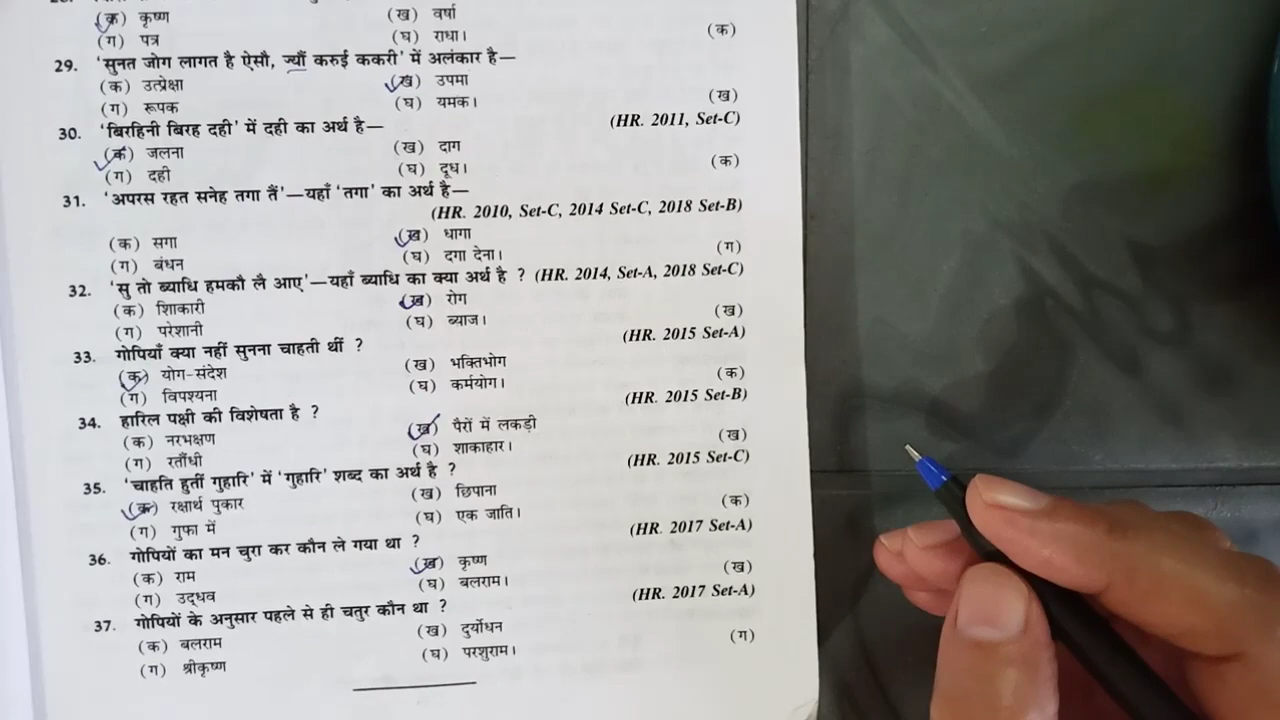 (क) कृष्ण (ख) वर्षा
(ग) पत्र (घ) राधा। (क)
29. 'सुनत जोग लागत है ऐसौ, ज्यौं करुई ककरी' में अलंकार है—
(क) उत्प्रेक्षा (ख) उपमा
(ग) रूपक (घ) यमक। (ख)
30. 'बिरहिनी बिरह दही' में दही का अर्थ है— (HR. 2011, Set-C)
(क) जलना (ख) दाग
(ग) दही (घ) दूध। (क)
31. 'अपरस रहत सनेह तगा तैं'—यहाँ 'तगा' का अर्थ है—
(HR. 2010, Set-C, 2014 Set-C, 2018 Set-B)
(क) सगा (ख) धागा
(ग) बंधन (घ) दगा देना। (ग)
32. 'सु तो ब्याधि हमकौ लै आए'—यहाँ ब्याधि का क्या अर्थ है ? (HR. 2014, Set-A, 2018 Set-C)
(क) शिाकारी (ख) रोग
(ग) परेशानी (घ) ब्याज। (ख)
33. गोपियाँ क्या नहीं सुनना चाहती थीं ? (HR. 2015 Set-A)
(क) योग-संदेश (ख) भक्तिभोग
(ग) विपश्यना (घ) कर्मयोग। (क)
34. हारिल पक्षी की विशेषता है ? (HR. 2015 Set-B)
(क) नरभक्षण (ख) पैरों में लकड़ी
(ग) रतौंधी (घ) शाकाहार। (ख)
35. 'चाहति हुतीं गुहारि' में 'गुहारि' शब्द का अर्थ है ? (HR. 2015 Set-C)
(क) रक्षार्थ पुकार (ख) छिपाना
(ग) गुफा में (घ) एक जाति। (क)
36. गोपियों का मन चुरा कर कौन ले गया था ? (HR. 2017 Set-A)
(क) राम (ख) कृष्ण
(ग) उद्धव (घ) बलराम। (ख)
37. गोपियों के अनुसार पहले से ही चतुर कौन था ? (HR. 2017 Set-A)
(क) बलराम (ख) दुर्योधन
(ग) श्रीकृष्ण (घ) परशुराम। (ग)